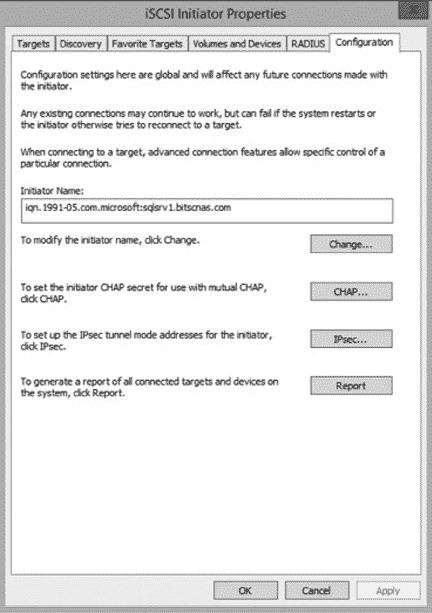 iSCSI Initiator Properties
Targets Discovery Favorite Targets Volumes and Devices RADIUS Configuration
Configuration settings here are global and will affect any future connections made with
the initiator.
Any existing connections may continue to work, but can fail if the system restarts or
the initiator otherwise tries to reconnect to a target.
When connecting to a target, advanced connection features allow specific control of a
particular connection.
Initiator Name:
iqn.1991-05.com.microsoft:sqlsrv1.bitscnas.com
To modify the initiator name, click Change.
Change...
To set the initiator CHAP secret for use with mutual CHAP,
click CHAP.
CHAP...
To set up the IPsec tunnel mode addresses for the initiator,
click IPsec.
IPsec...
To generate a report of all connected targets and devices on
the system, click Report.
Report
OK Cancel Apply